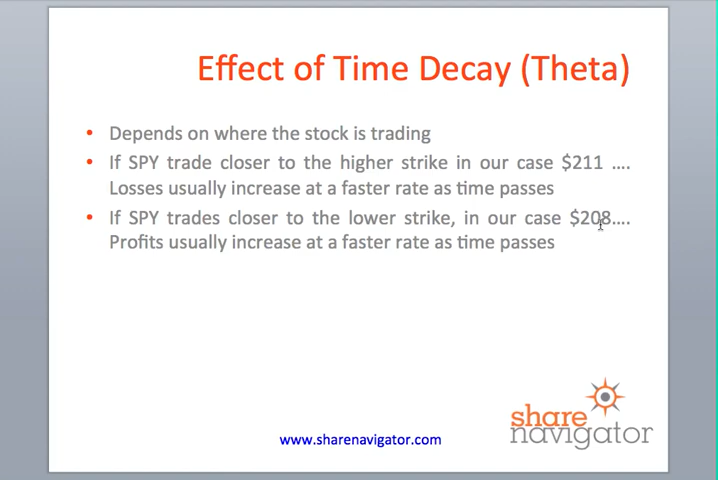 Effect of Time Decay (Theta)
• Depends on where the stock is trading
• If SPY trade closer to the higher strike in our case $211 ....
Losses usually increase at a faster rate as time passes
• If SPY trades closer to the lower strike, in our case $208....
Profits usually increase at a faster rate as time passes
www.sharenavigator.com
share
navigator